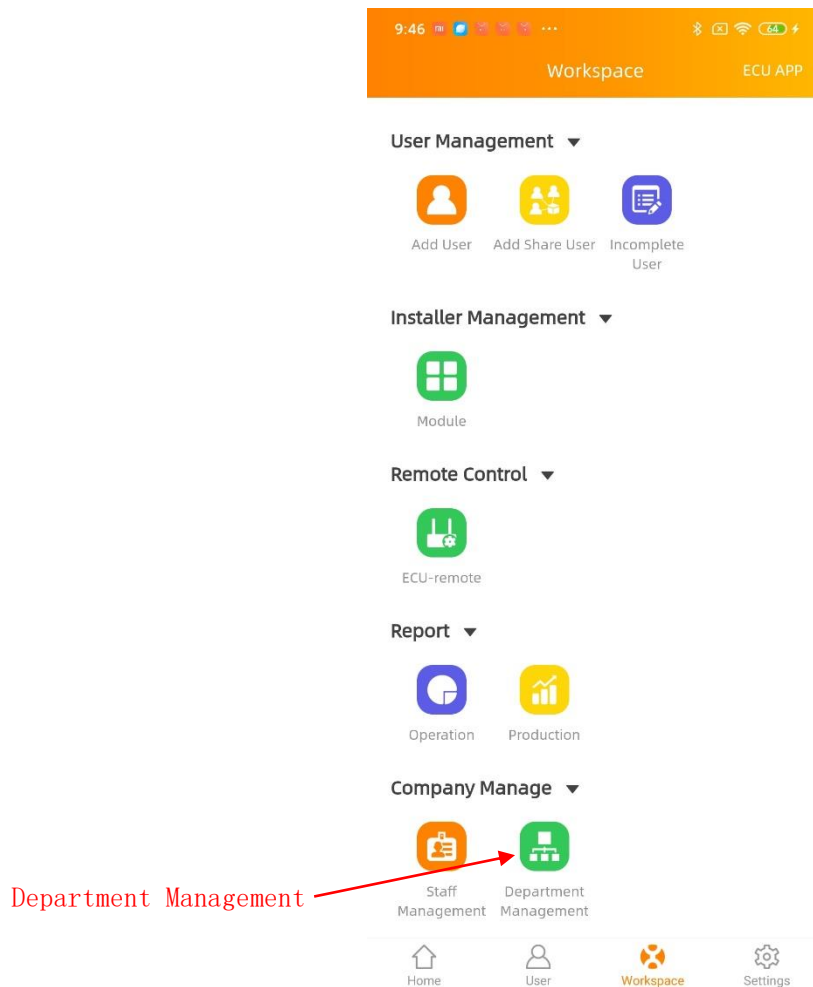 9:46
64
Workspace
ECU APP
User Management
Add User
Add Share User
Incomplete
User
Installer Management
Module
Remote Control
ECU-remote
Report
Operation
Production
Company Manage
Department Management
Staff
Management
Department
Management
Home
User
Workspace
Settings